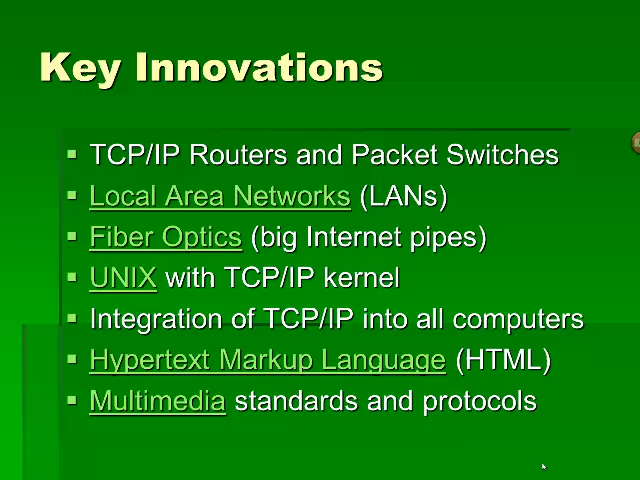 Key Innovations
TCP/IP Routers and Packet Switches
Local Area Networks (LANs)
Fiber Optics (big Internet pipes)
UNIX with TCP/IP kernel
Integration of TCP/IP into all computers
Hypertext Markup Language (HTML)
Multimedia standards and protocols